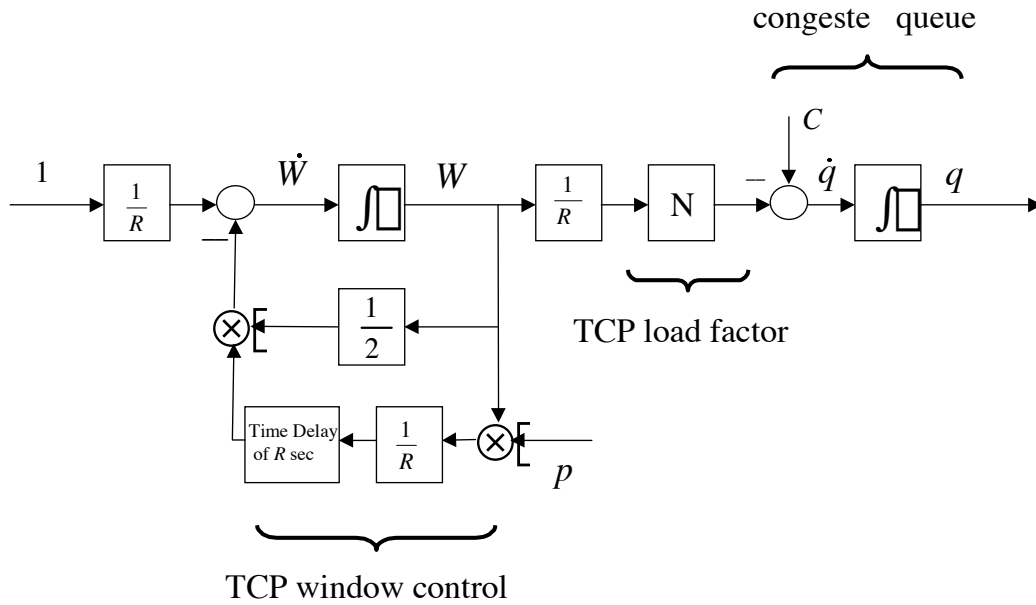 congeste queue
C
1
1
R
Ẇ
∫
W
1
R
N
–
q̇
∫
q
—
×
1
2
TCP load factor
Time Delay
of R sec
1
R
×
p
TCP window control